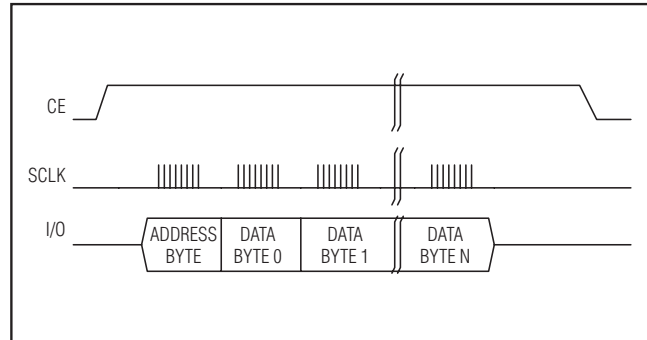 CE
SCLK
I/O
ADDRESS BYTE
DATA BYTE 0
DATA BYTE 1
DATA BYTE N